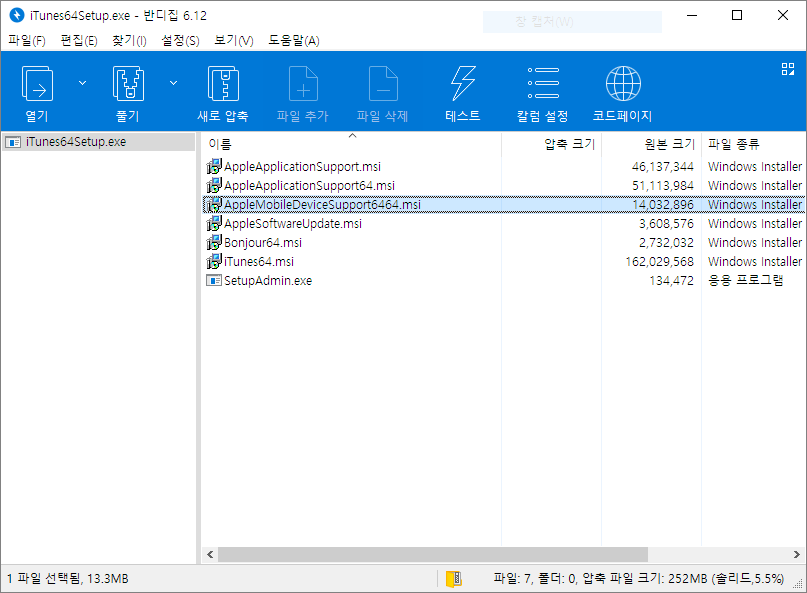 iTunes64Setup.exe - 반디집 6.12
창 캡처(W)
파일(F) 편집(E) 찾기(I) 설정(S) 보기(V) 도움말(A)
열기 풀기 새로 압축 파일 추가 파일 삭제 테스트 칼럼 설정 코드페이지
iTunes64Setup.exe
이름 압축 크기 원본 크기 파일 종류
AppleApplicationSupport.msi 46,137,344 Windows Installer
AppleApplicationSupport64.msi 51,113,984 Windows Installer
AppleMobileDeviceSupport6464.msi 14,032,896 Windows Installer
AppleSoftwareUpdate.msi 3,608,576 Windows Installer
Bonjour64.msi 2,732,032 Windows Installer
iTunes64.msi 162,029,568 Windows Installer
SetupAdmin.exe 134,472 응용 프로그램
1 파일 선택됨, 13.3MB
파일: 7, 폴더: 0, 압축 파일 크기: 252MB (솔리드,5.5%)